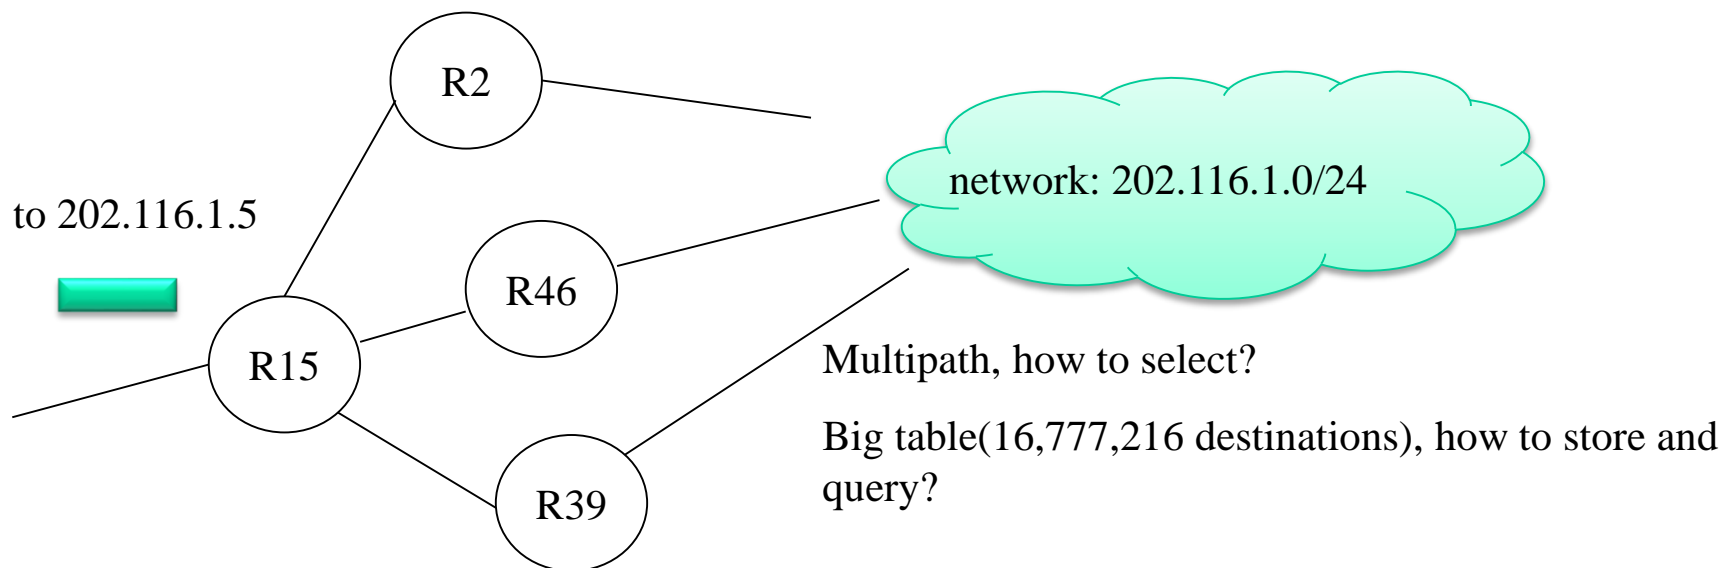 R2
network: 202.116.1.0/24
to 202.116.1.5
R46
R15
Multipath, how to select?
Big table(16,777,216 destinations), how to store and
query?
R39